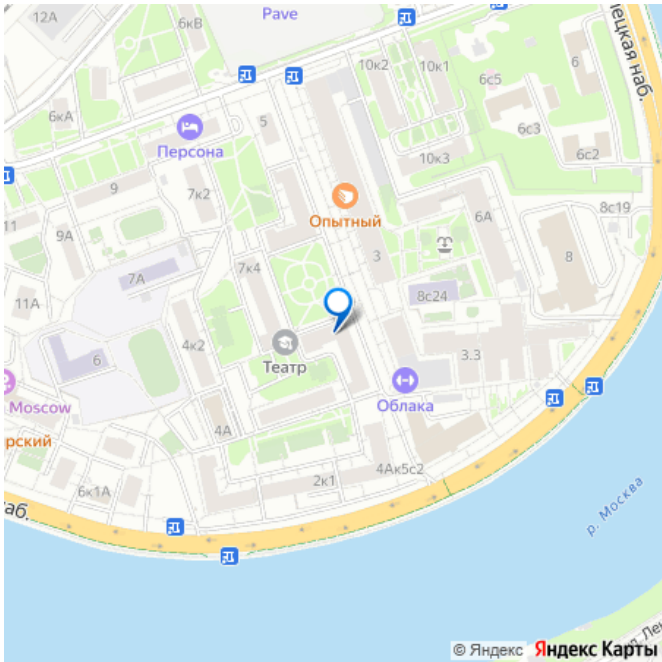 12А
6кВ
Pave
пецкая наб.
10к2
10к1
6с5
6
6кА
5
6с3
Персона
6с2
10к3
9
7к2
11
Опытный
8с19
6А
9А
3
8
7А
7к4
8с24
11А
4к2
6
Театр
3.3
Moscow
Облака
рский
4А
4Ак5с2
2к1
6к1А
аб.
р. Москва
© Яндекс
Яндекс Карты